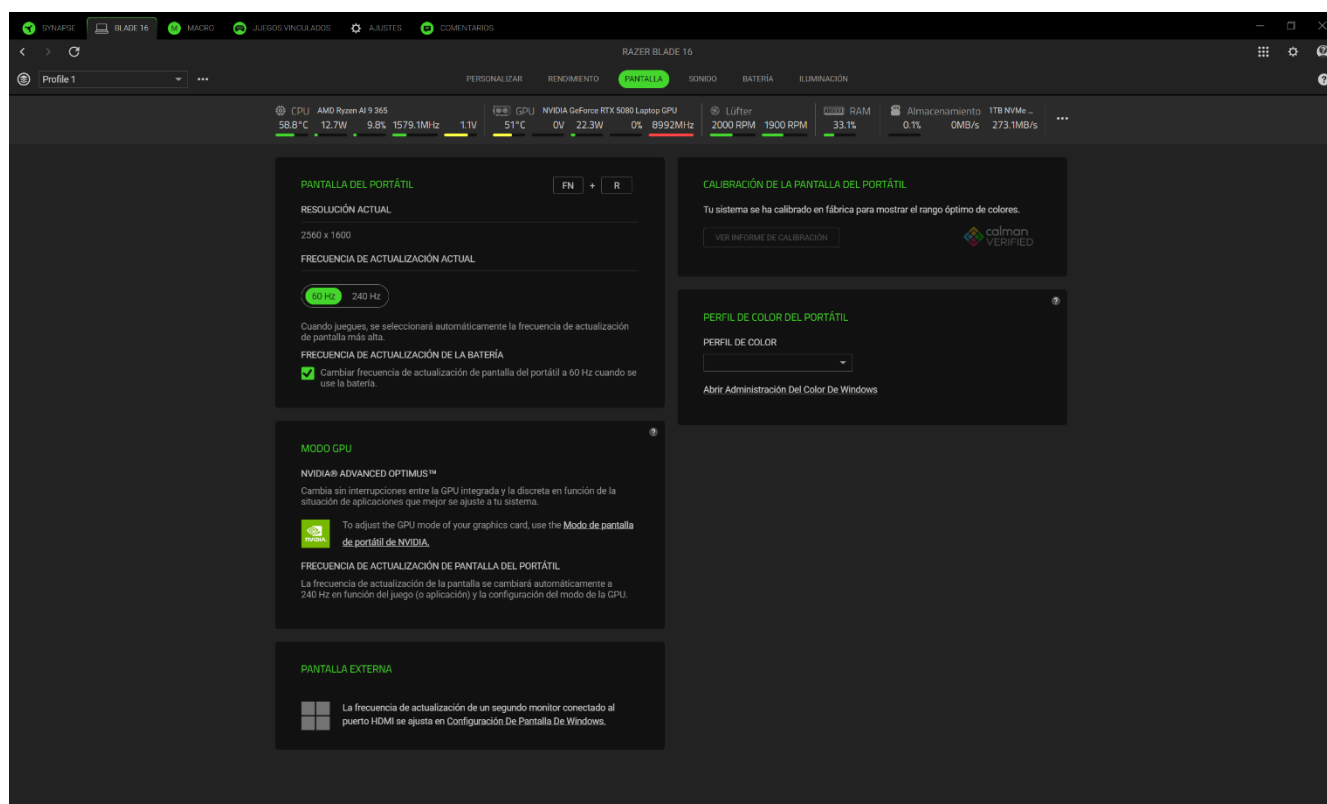 SYNAPSE BLADE 16 MACRO JUEGOS VINCULADOS AJUSTES COMENTARIOS
RAZER BLADE 16
Profile 1 PERSONALIZAR RENDIMIENTO PANTALLA SONIDO BATERÍA ILUMINACIÓN
CPU AMD Ryzen AI 9 365 GPU NVIDIA GeForce RTX 5080 Laptop GPU Lüfter RAM Almacenamiento 1TB NVMe ...
58.8°C 12.7W 9.8% 1579.1MHz 1.1V 51°C 0V 22.3W 0% 8992MHz 2000 RPM 1900 RPM 33.1% 0.1% 0MB/s 273.1MB/s
PANTALLA DEL PORTÁTIL FN + R
RESOLUCIÓN ACTUAL
2560 x 1600
FRECUENCIA DE ACTUALIZACIÓN ACTUAL
60 Hz 240 Hz
Cuando juegues, se seleccionará automáticamente la frecuencia de actualización
de pantalla más alta.
FRECUENCIA DE ACTUALIZACIÓN DE LA BATERÍA
Cambiar frecuencia de actualización de pantalla del portátil a 60 Hz cuando se
use la batería.
MODO GPU
NVIDIA® ADVANCED OPTIMUS™
Cambia sin interrupciones entre la GPU integrada y la discreta en función de la
situación de aplicaciones que mejor se ajuste a tu sistema.
NVIDIA.
To adjust the GPU mode of your graphics card, use the Modo de pantalla
de portátil de NVIDIA.
FRECUENCIA DE ACTUALIZACIÓN DE PANTALLA DEL PORTÁTIL
La frecuencia de actualización de la pantalla se cambiará automáticamente a
240 Hz en función del juego (o aplicación) y la configuración del modo de la GPU.
PANTALLA EXTERNA
La frecuencia de actualización de un segundo monitor conectado al
puerto HDMI se ajusta en Configuración De Pantalla De Windows.
CALIBRACIÓN DE LA PANTALLA DEL PORTÁTIL
Tu sistema se ha calibrado en fábrica para mostrar el rango óptimo de colores.
VER INFORME DE CALIBRACIÓN
calman
VERIFIED
PERFIL DE COLOR DEL PORTÁTIL
PERFIL DE COLOR
Abrir Administración Del Color De Windows